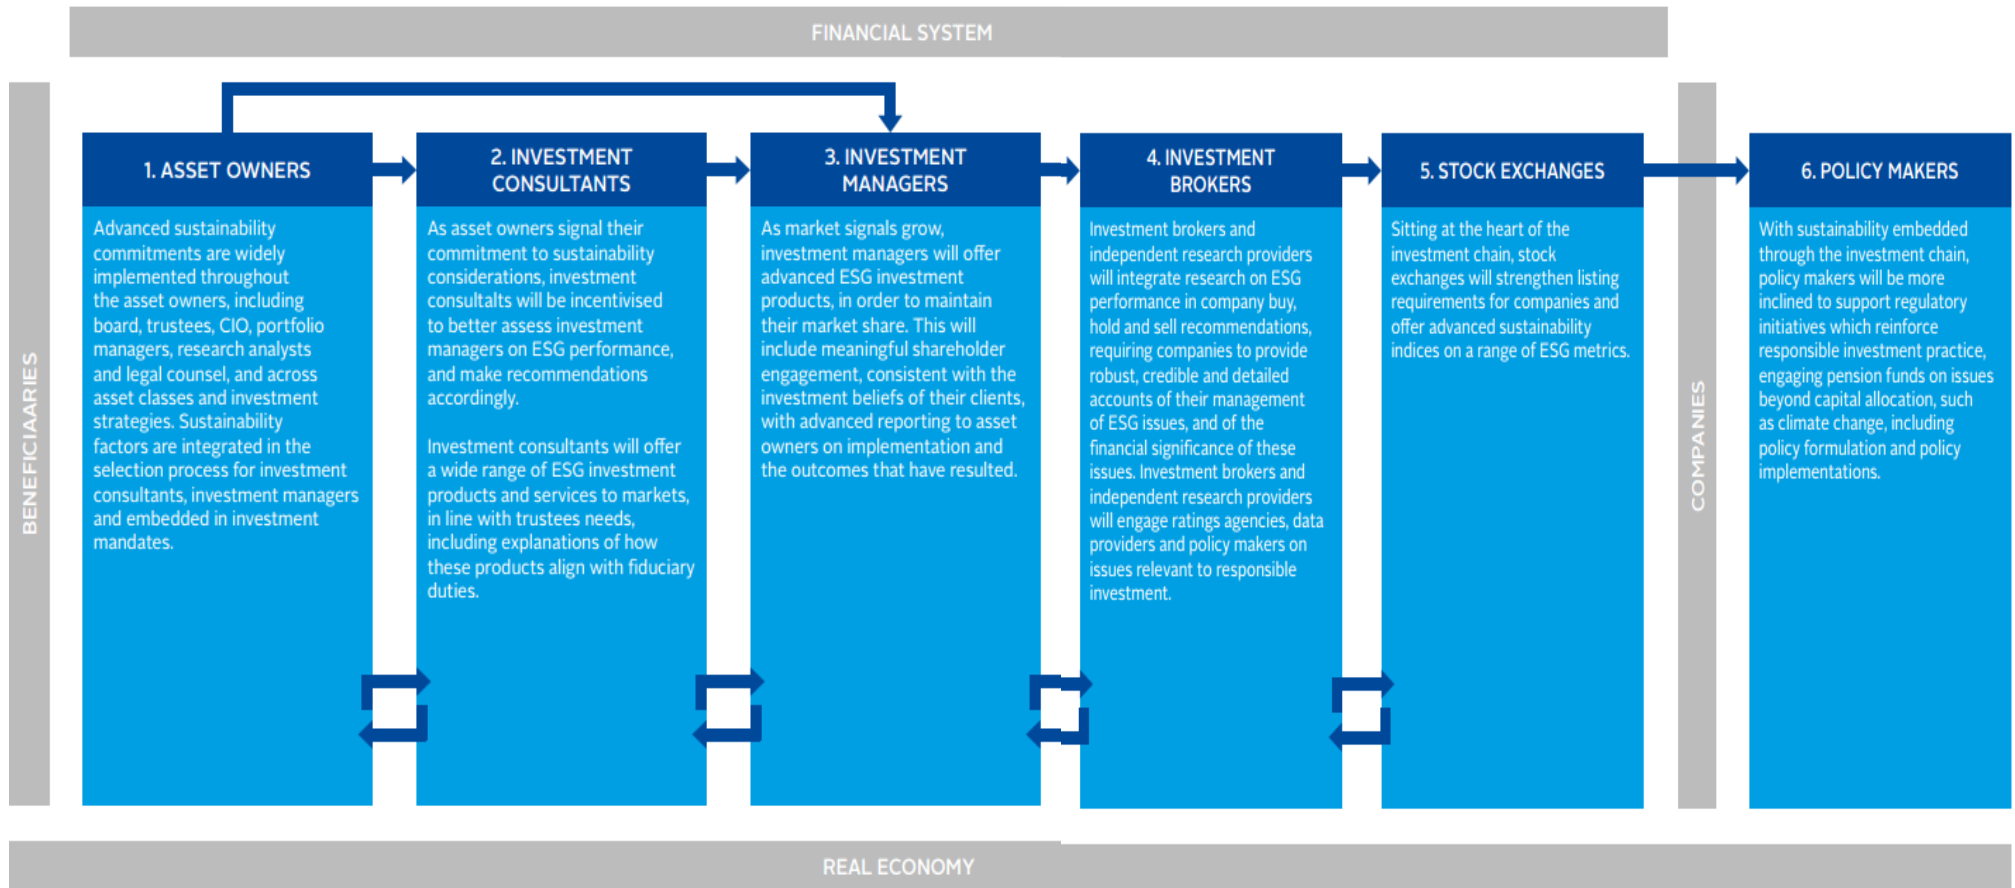 FINANCIAL SYSTEM
BENEFICIAARIES
1. ASSET OWNERS
Advanced sustainability
commitments are widely
implemented throughout
the asset owners, including
board, trustees, CIO, portfolio
managers, research analysts
and legal counsel, and across
asset classes and investment
strategies. Sustainability
factors are integrated in the
selection process for investment
consultants, investment managers
and embedded in investment
mandates.
2. INVESTMENT
CONSULTANTS
As asset owners signal their
commitment to sustainability
considerations, investment
consultalts will be incentivised
to better assess investment
managers on ESG performance,
and make recommendations
accordingly.
Investment consultants will offer
a wide range of ESG investment
products and services to markets,
in line with trustees needs,
including explanations of how
these products align with fiduciary
duties.
3. INVESTMENT
MANAGERS
As market signals grow,
investment managers will offer
advanced ESG investment
products, in order to maintain
their market share. This will
include meaningful shareholder
engagement, consistent with the
investment beliefs of their clients,
with advanced reporting to asset
owners on implementation and
the outcomes that have resulted.
4. INVESTMENT
BROKERS
Investment brokers and
independent research providers
will integrate research on ESG
performance in company buy,
hold and sell recommendations,
requiring companies to provide
robust, credible and detailed
accounts of their management
of ESG issues, and of the
financial significance of these
issues. Investment brokers and
independent research providers
will engage ratings agencies, data
providers and policy makers on
issues relevant to responsible
investment.
5. STOCK EXCHANGES
Sitting at the heart of the
investment chain, stock
exchanges will strengthen listing
requirements for companies and
offer advanced sustainability
indices on a range of ESG metrics.
COMPANIES
6. POLICY MAKERS
With sustainability embedded
through the investment chain,
policy makers will be more
inclined to support regulatory
initiatives which reinforce
responsible investment practice,
engaging pension funds on issues
beyond capital allocation, such
as climate change, including
policy formulation and policy
implementations.
REAL ECONOMY